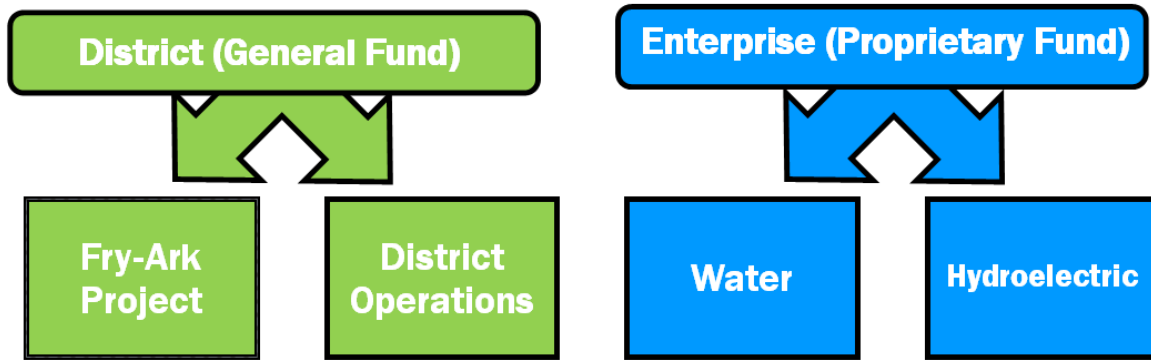 District (General Fund)
Enterprise (Proprietary Fund)
Fry-Ark
Project
District
Operations
Water
Hydroelectric